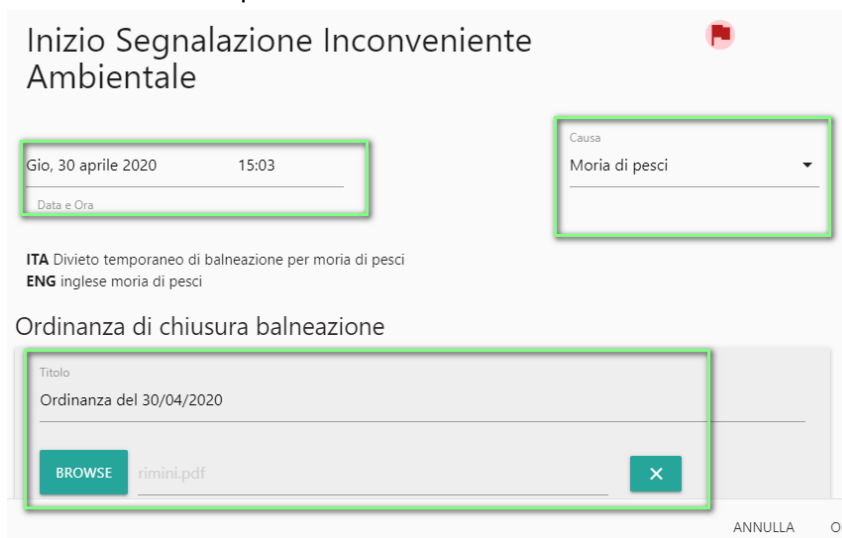 Inizio Segnalazione Inconveniente
Ambientale
Causa
Gio, 30 aprile 2020 15:03
Moria di pesci
Data e Ora
ITA Divieto temporaneo di balneazione per moria di pesci
ENG inglese moria di pesci
Ordinanza di chiusura balneazione
Titolo
Ordinanza del 30/04/2020
BROWSE rimini.pdf
ANNULLA